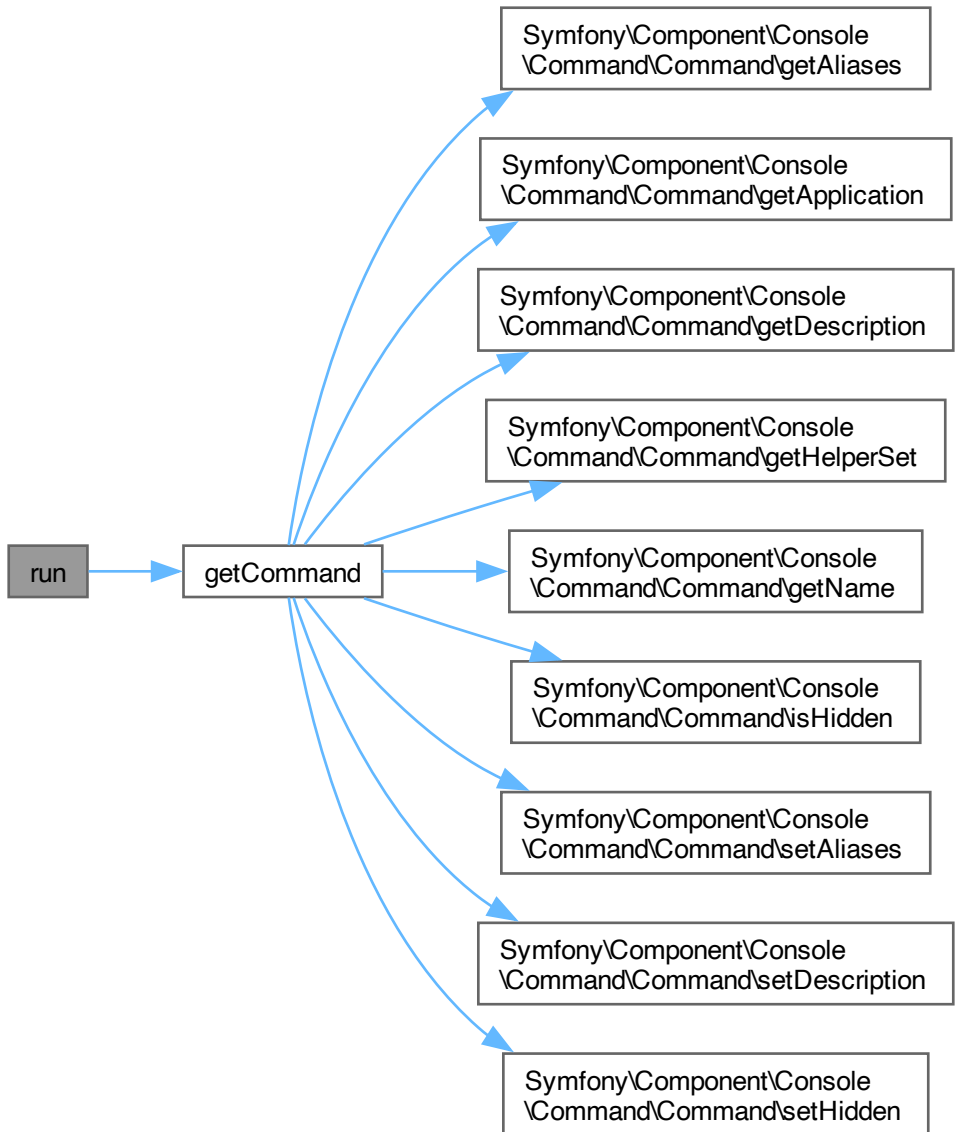 Symfony\Component\Console
\Command\Command\getAliases
Symfony\Component\Console
\Command\Command\getApplication
Symfony\Component\Console
\Command\Command\getDescription
Symfony\Component\Console
\Command\Command\getHelperSet
run
getCommand
Symfony\Component\Console
\Command\Command\getName
Symfony\Component\Console
\Command\Command\isHidden
Symfony\Component\Console
\Command\Command\setAliases
Symfony\Component\Console
\Command\Command\setDescription
Symfony\Component\Console
\Command\Command\setHidden